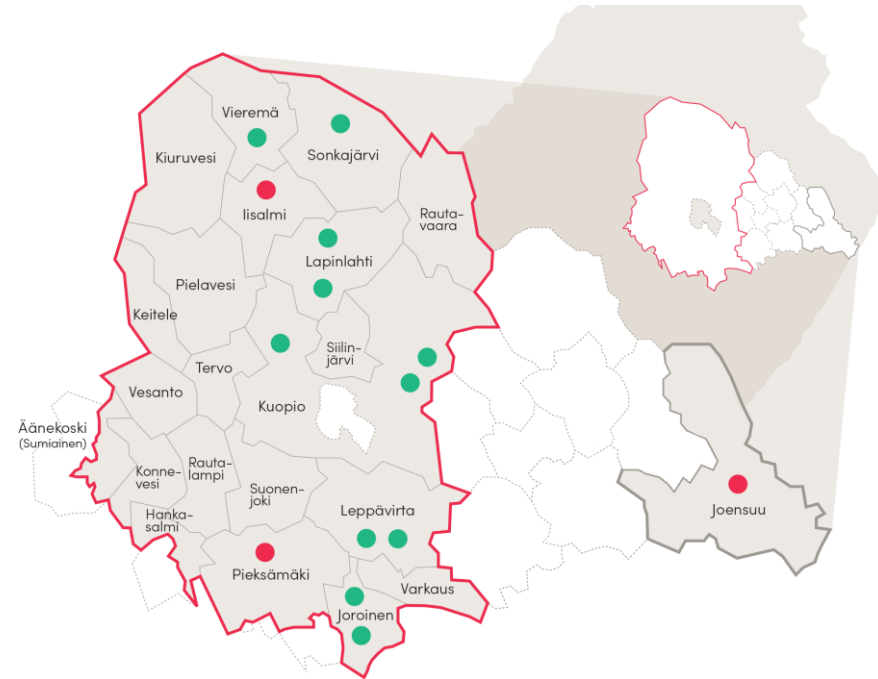 Vieremä
Sonkajärvi
Kiuruvesi
Iisalmi
Rauta-
vaara
Lapinlahti
Pielavesi
Keitele
Siilin-
järvi
Tervo
Vesanto
Kuopio
Äänekoski
(Sumiainen)
Konne-
vesi
Rauta-
lampi
Suonen-
joki
Leppävirta
Hanka-
salmi
Joensuu
Pieksämäki
Varkaus
Joroinen